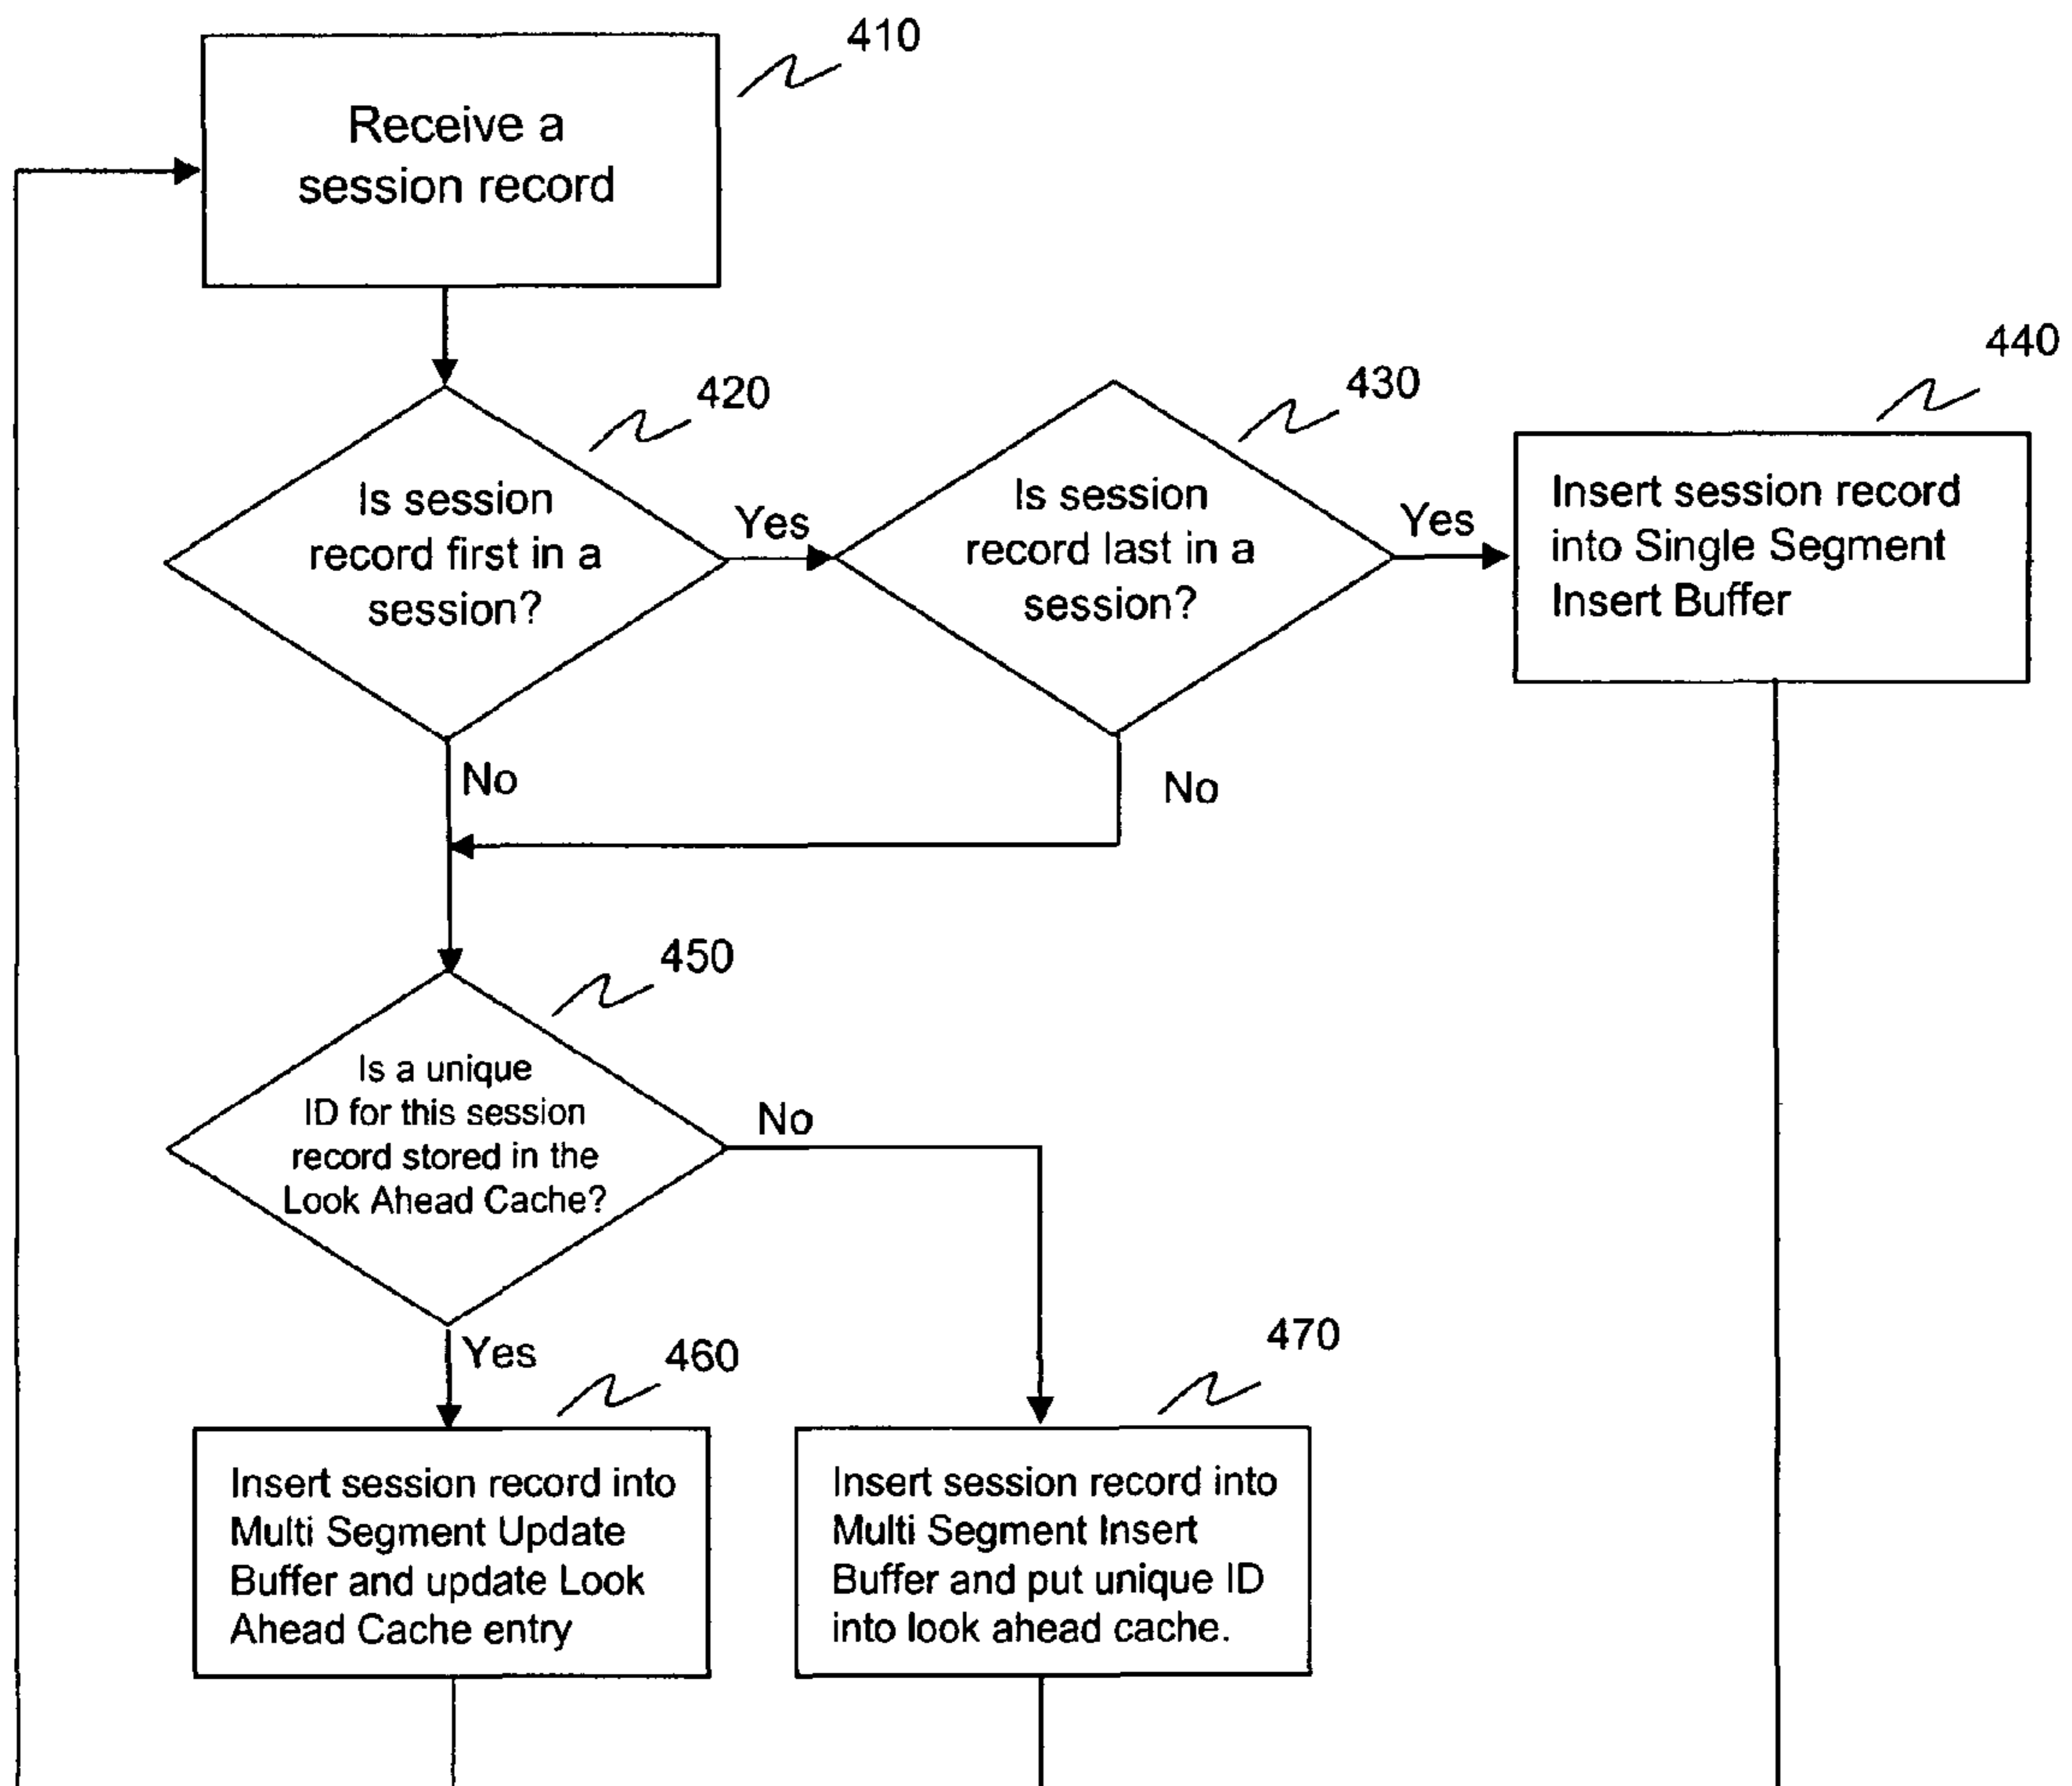 410
Receive a
session record
420
Is session
record first in a
session?
Yes
430
Is session
record last in a
session?
Yes
440
Insert session record
into Single Segment
Insert Buffer
No
No
450
Is a unique
ID for this session
record stored in the
Look Ahead Cache?
No
Yes
460
Insert session record into
Multi Segment Update
Buffer and update Look
Ahead Cache entry
470
Insert session record into
Multi Segment Insert
Buffer and put unique ID
into look ahead cache.